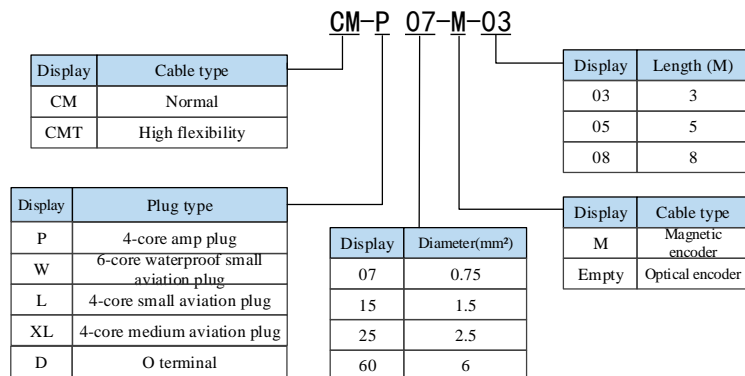 CM-P 07-M-03
Display Cable type
CM Normal
CMT High flexibility
Display Length (M)
03 3
05 5
08 8
Display Plug type
P 4-core amp plug
W 6-core waterproof small
aviation plug
L 4-core small aviation plug
XL 4-core medium aviation plug
D O terminal
Display Diameter(mm²)
07 0.75
15 1.5
25 2.5
60 6
Display Cable type
M Magnetic
encoder
Empty Optical encoder